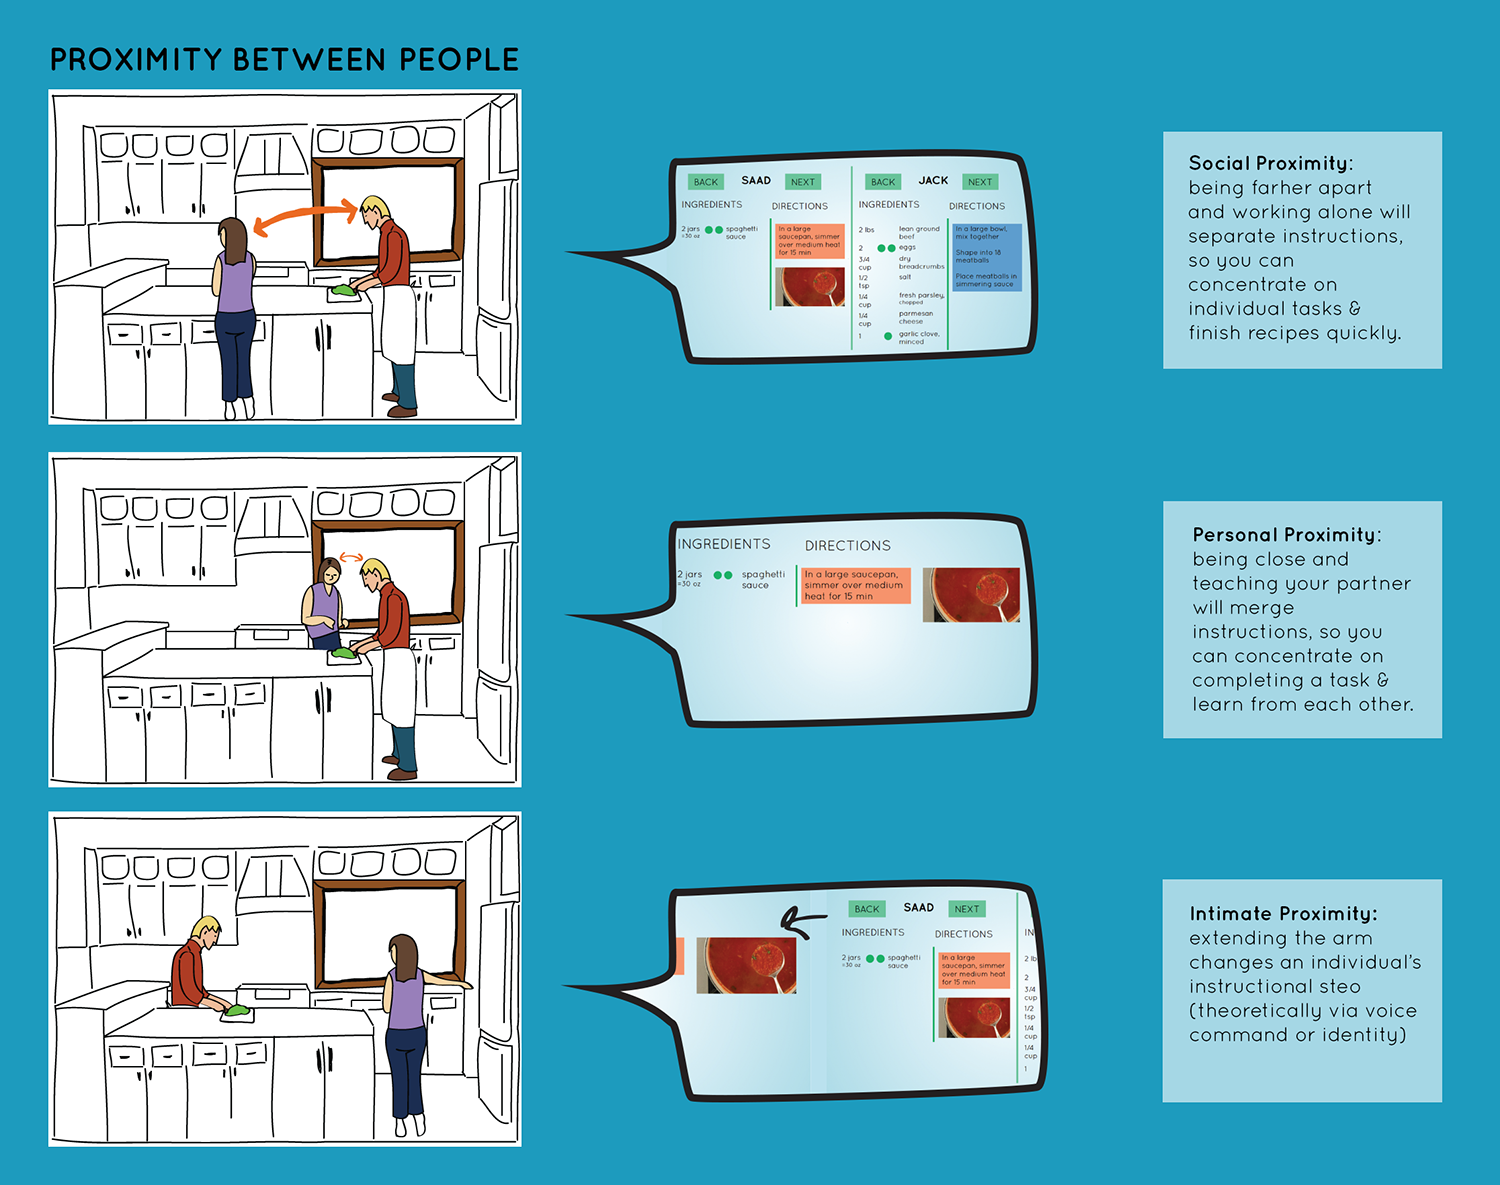 PROXIMITY BETWEEN PEOPLE
BACK SAAD NEXT
INGREDIENTS DIRECTIONS
2 jars spaghetti
=30 oz sauce
In a large
saucepan, simmer
over medium heat
for 15 min
BACK JACK NEXT
INGREDIENTS DIRECTIONS
2 lbs lean ground
beef
2 eggs
3/4 dry
cup breadcrumbs
1/2 salt
tsp
1/4 fresh parsley,
cup chopped
1/4 parmesan
cup cheese
1 garlic clove,
minced
In a large bowl,
mix together
Shape into 18
meatballs
Place meatballs in
simmering sauce
Social Proximity:
being farher apart
and working alone will
separate instructions,
so you can
concentrate on
individual tasks &
finish recipes quickly.
INGREDIENTS DIRECTIONS
2 jars spaghetti
=30 oz sauce
In a large saucepan,
simmer over medium
heat for 15 min
Personal Proximity:
being close and
teaching your partner
will merge
instructions, so you
can concentrate on
completing a task &
learn from each other.
BACK SAAD NEXT
INGREDIENTS DIRECTIONS
2 jars spaghetti
=30 oz sauce
In a large
saucepan, simmer
over medium heat
for 15 min
IN
2 lb
2
3/4
cup
1/2
tsp
1/4
cup
1/4
cup
1
Intimate Proximity:
extending the arm
changes an individual's
instructional steo
(theoretically via voice
command or identity)